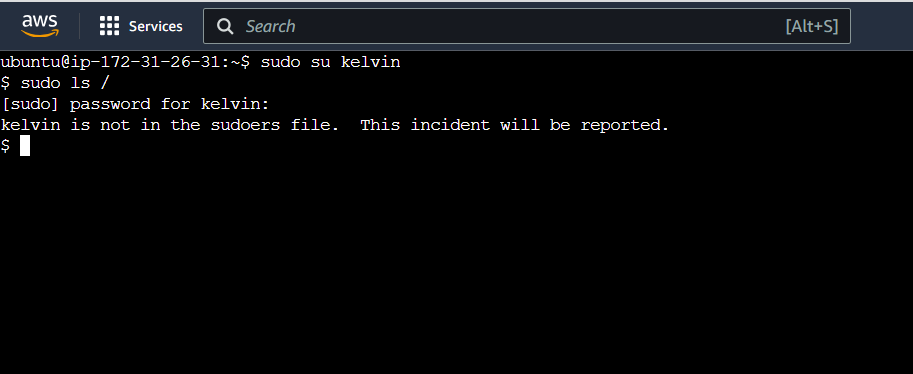 aws Services Search [Alt+S]
ubuntu@ip-172-31-26-31:~$ sudo su kelvin
$ sudo ls /
[sudo] password for kelvin:
kelvin is not in the sudoers file.  This incident will be reported.
$